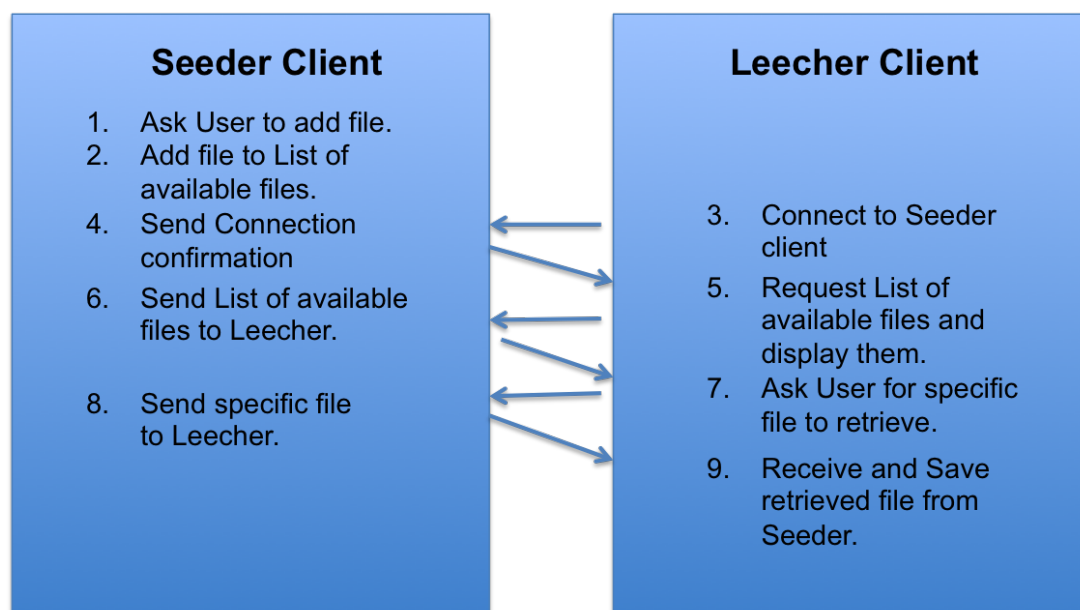 Seeder Client
1. Ask User to add file.
2. Add file to List of
available files.
4. Send Connection
confirmation
6. Send List of available
files to Leecher.
8. Send specific file
to Leecher.
Leecher Client
3. Connect to Seeder
client
5. Request List of
available files and
display them.
7. Ask User for specific
file to retrieve.
9. Receive and Save
retrieved file from
Seeder.